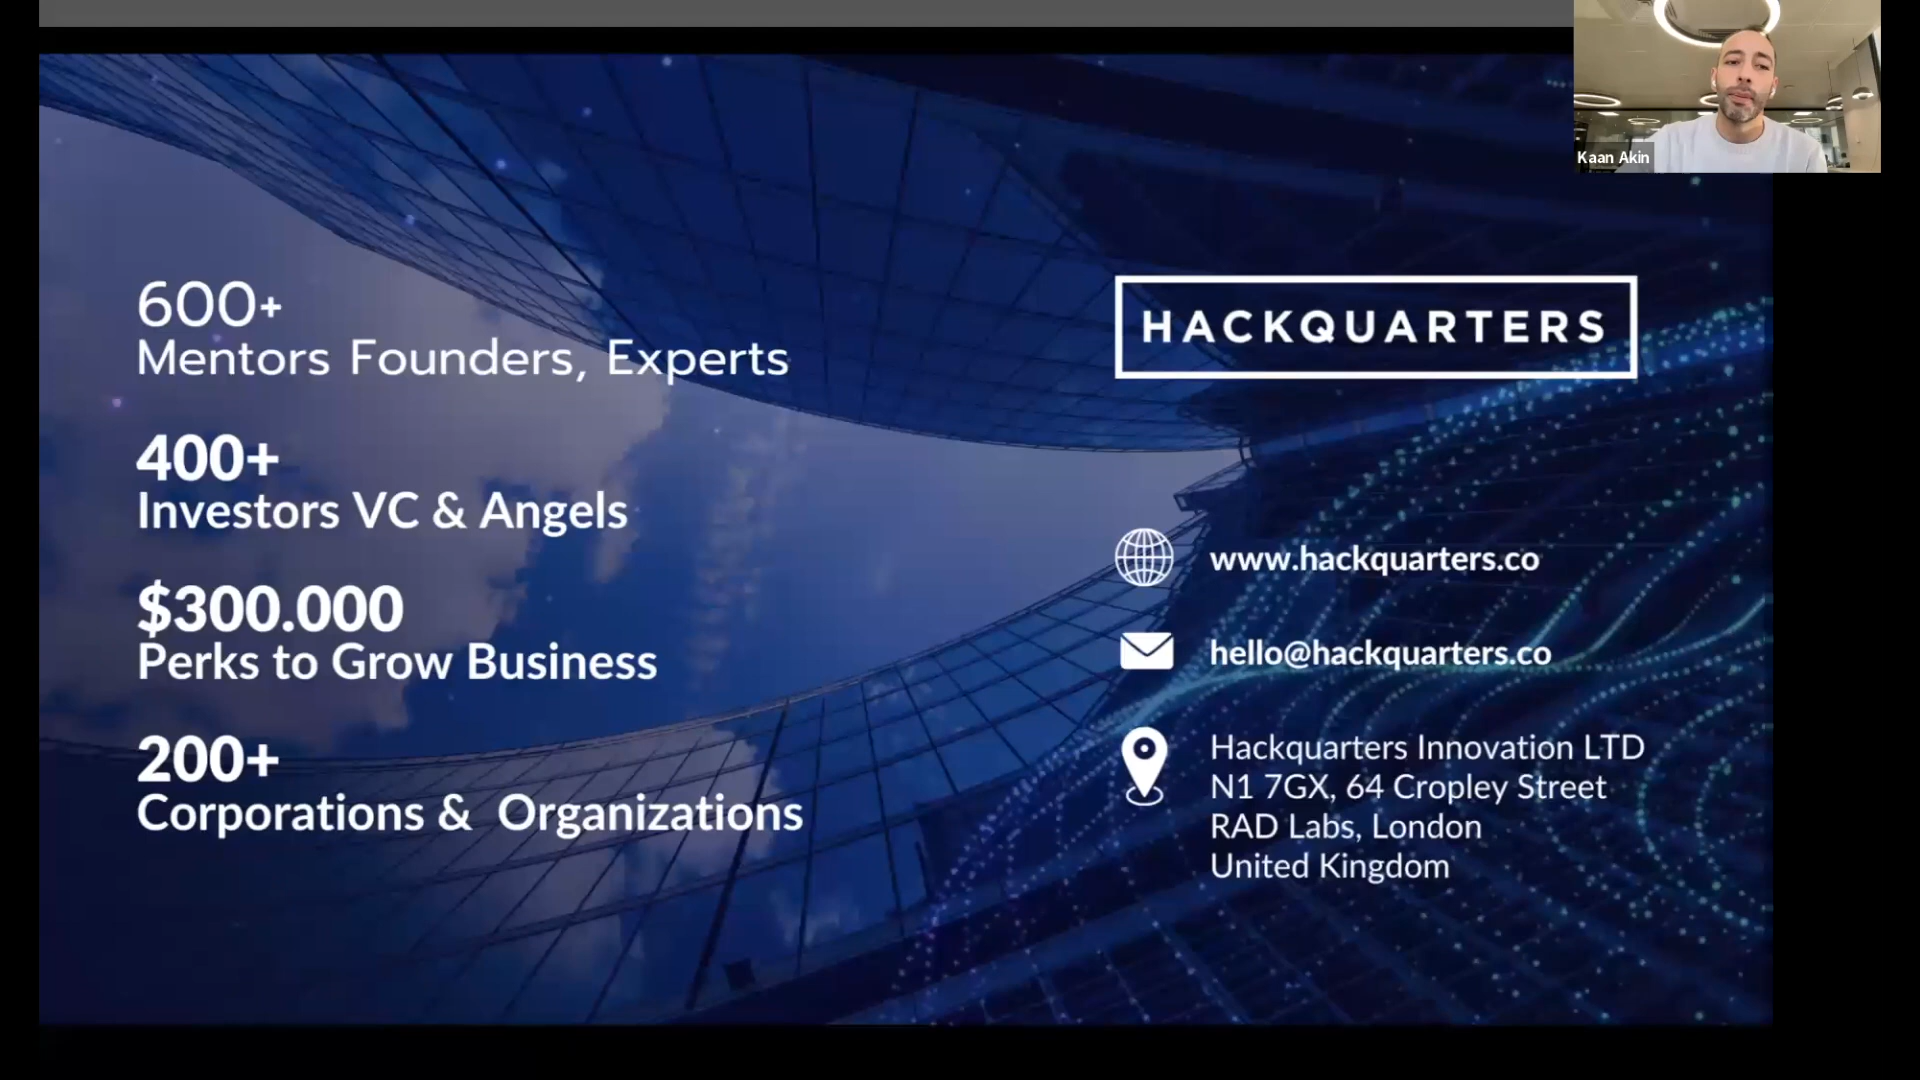 Kaan Akin
600+
Mentors Founders, Experts
400+
Investors VC & Angels
$300.000
Perks to Grow Business
200+
Corporations & Organizations
HACKQUARTERS
www.hackquarters.co
hello@hackquarters.co
Hackquarters Innovation LTD
N1 7GX, 64 Cropley Street
RAD Labs, London
United Kingdom